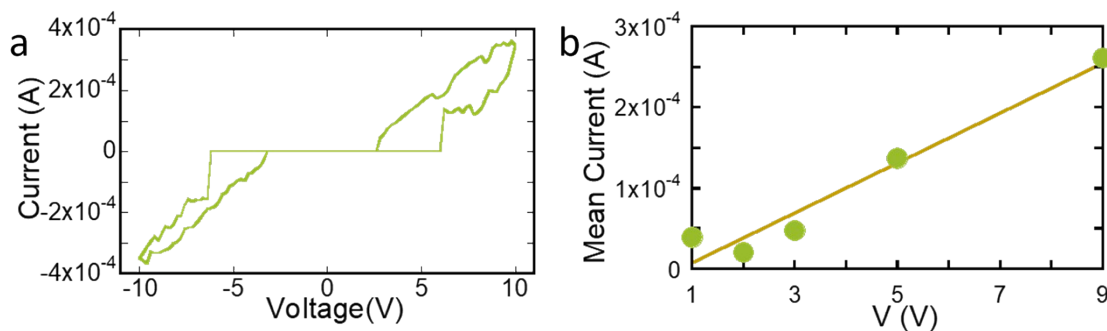 a
Current (A)
4x10-4
2x10-4
0
-2x10-4
-4x10-4
-10
-5
0
5
10
Voltage(V)
b
Mean Current (A)
3x10-4
2x10-4
1x10-4
0
1
3
5
7
9
V (V)